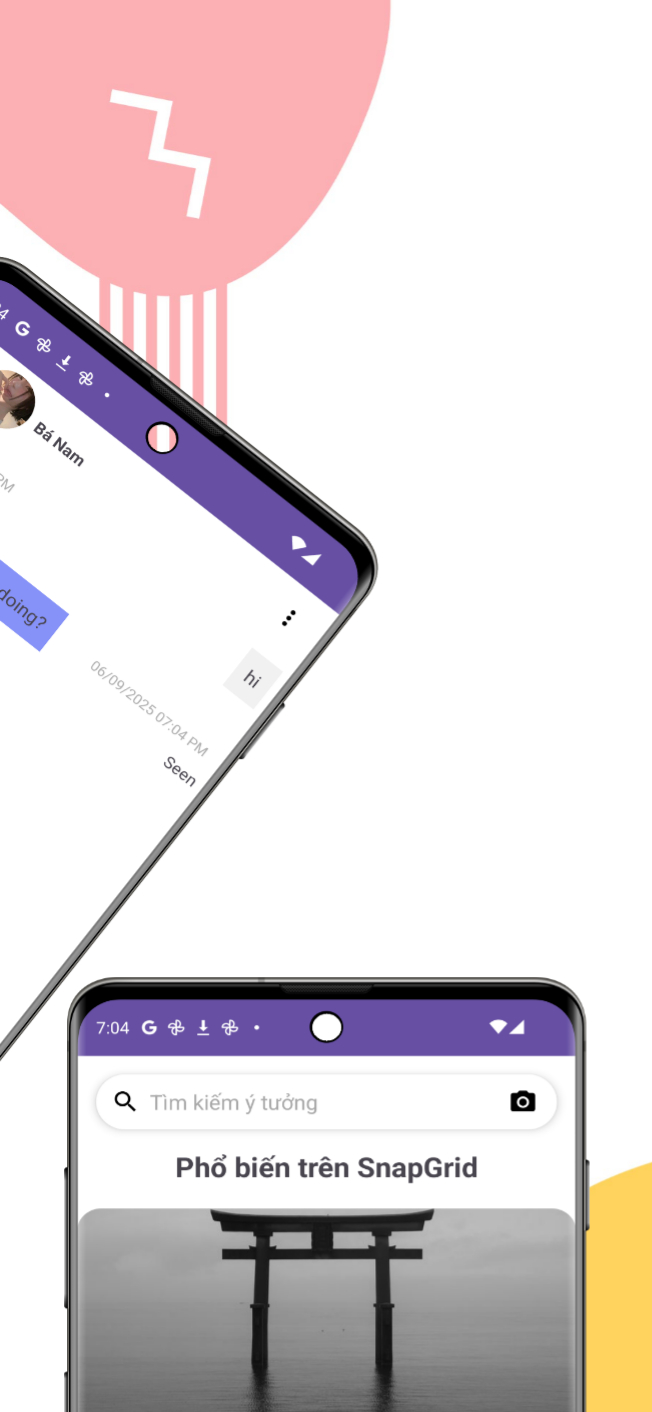 Bá Nam
PM
doing?
hi
06/09/2025 07:04 PM
Seen
7:04
Tìm kiếm ý tưởng
Phổ biến trên SnapGrid